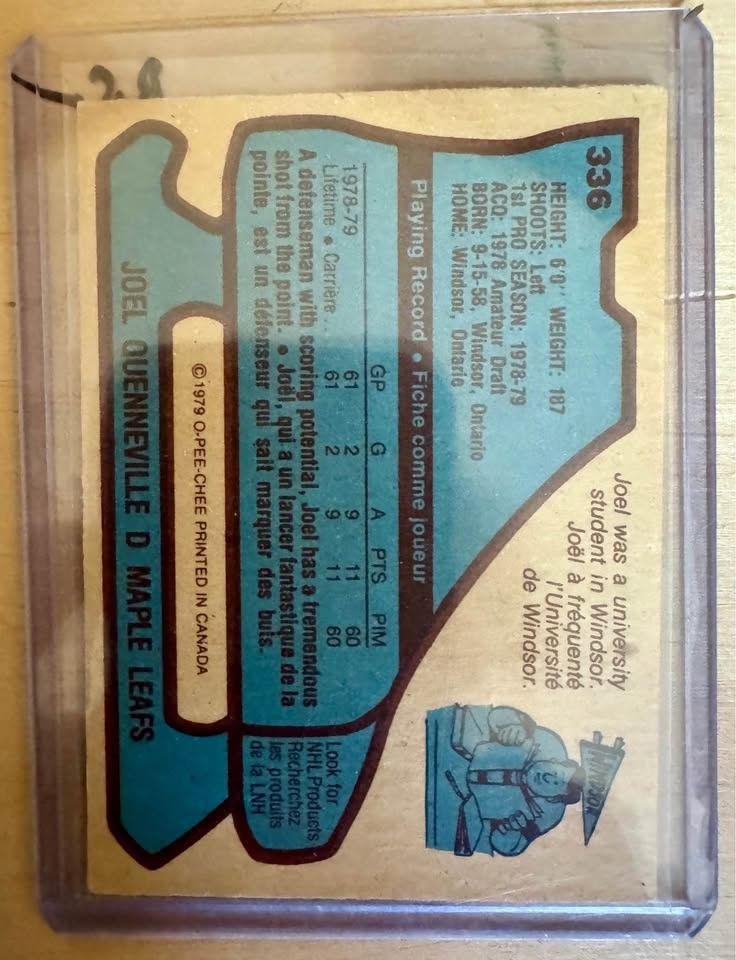 336
HEIGHT: 6'0" WEIGHT: 187
SHOOTS: Left
1st PRO SEASON: 1978-79
ACQ: 1978 Amateur Draft
BORN: 9-15-58, Windsor, Ontario
HOME: Windsor, Ontario
Joel was a university
student in Windsor.
Joël à fréquenté
l'Université
de Windsor.
WINDSOR
Playing Record • Fiche comme joueur
GP G A PTS PIM
1978-79 61 2 9 11 60
Lifetime • Carrière . . 61 2 9 11 60
A defenseman with scoring potential, Joel has a tremendous
shot from the point. • Joël, qui a un lancer fantastique de la
pointe, est un défenseur qui sait marquer des buts.
Look for
NHL Products
Recherchez
les produits
de la LNH
©1979 O-PEE-CHEE PRINTED IN CANADA
JOEL QUENNEVILLE D MAPLE LEAFS